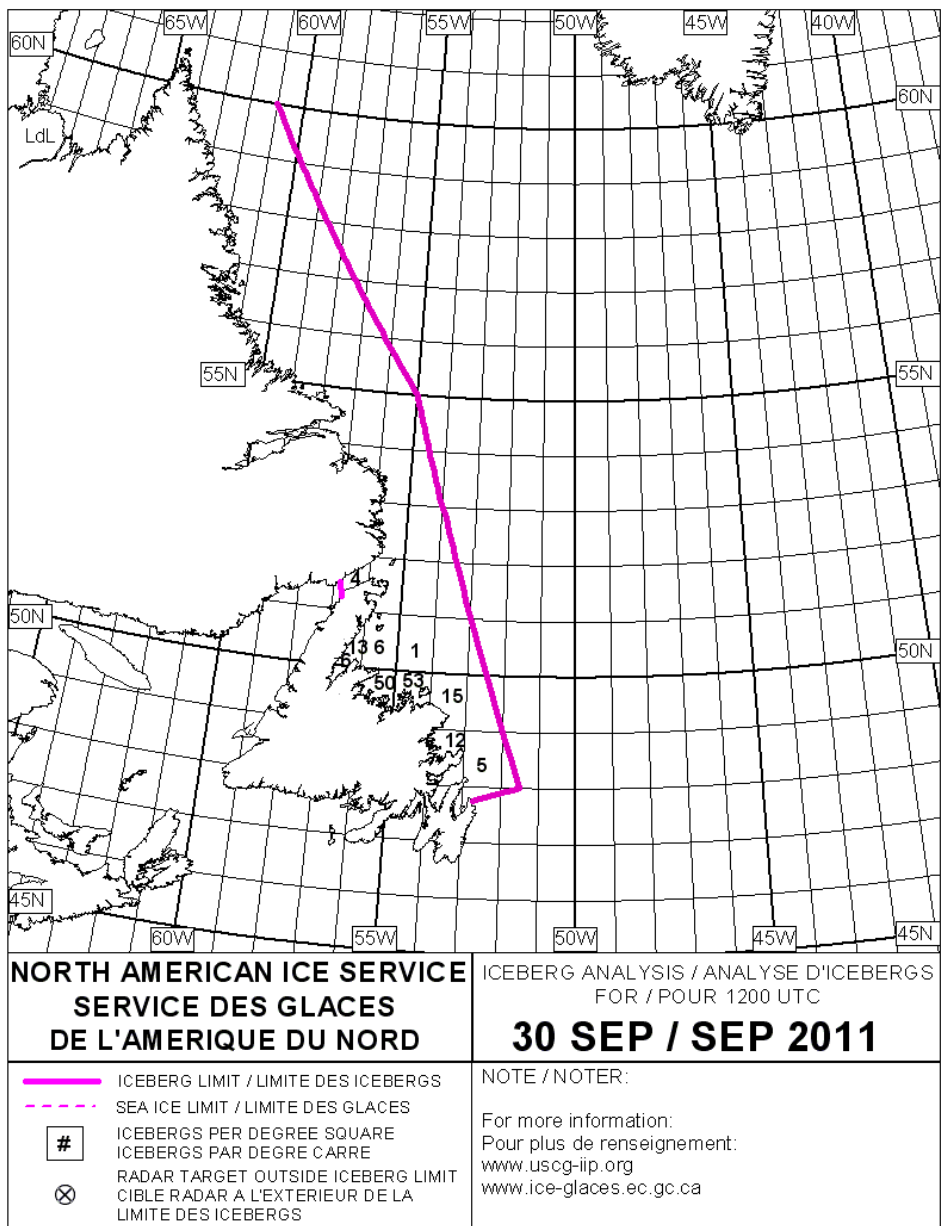 65W 60W 55W 50W 45W 40W
60N
60N
LdL
55N
55N
4
50N
50N
13 6 1
6
50 53
15
12
5
45N
45N
60W 55W 50W 45W
NORTH AMERICAN ICE SERVICE
SERVICE DES GLACES
DE L'AMERIQUE DU NORD
ICEBERG ANALYSIS / ANALYSE D'ICEBERGS
FOR / POUR 1200 UTC
30 SEP / SEP 2011
ICEBERG LIMIT / LIMITE DES ICEBERGS
SEA ICE LIMIT / LIMITE DES GLACES
# ICEBERGS PER DEGREE SQUARE
ICEBERGS PAR DEGRE CARRE
RADAR TARGET OUTSIDE ICEBERG LIMIT
CIBLE RADAR A L'EXTERIEUR DE LA
LIMITE DES ICEBERGS
NOTE / NOTER:
For more information:
Pour plus de renseignement:
www.uscg-iip.org
www.ice-glaces.ec.gc.ca